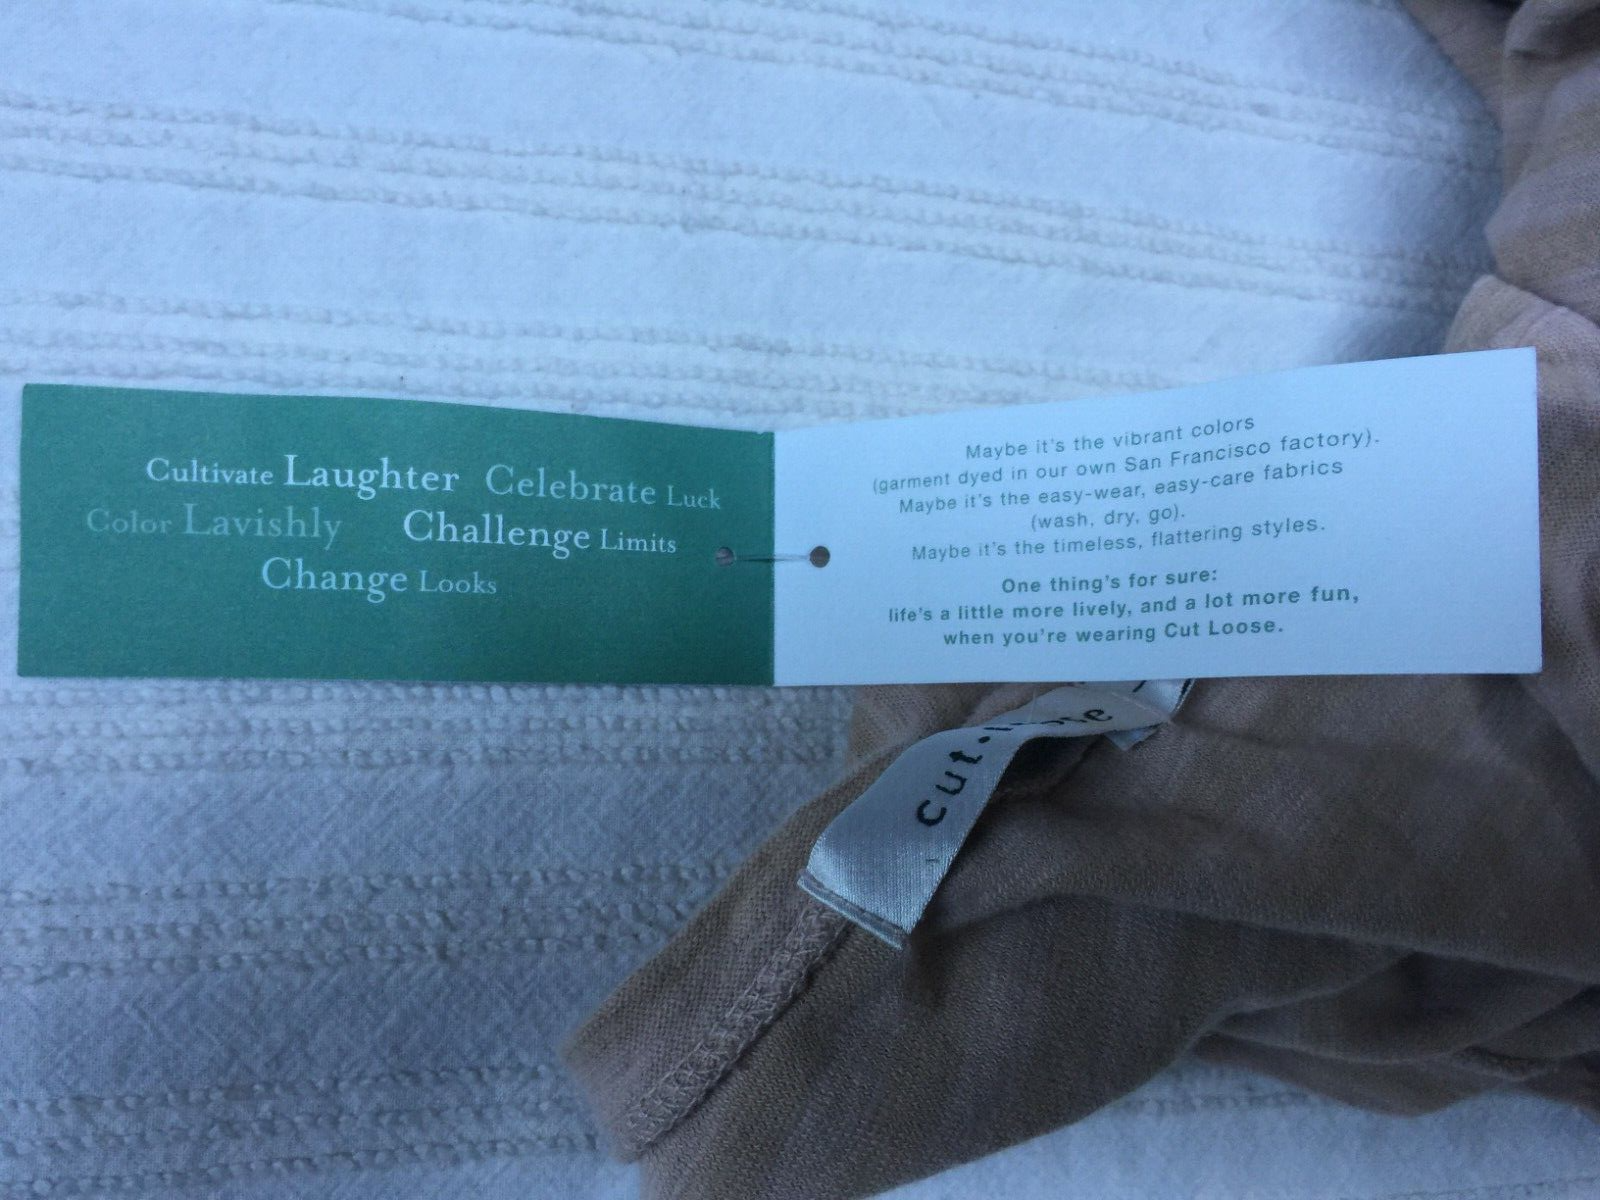 Cultivate Laughter Celebrate Luck
Color Lavishly Challenge Limits
Change Looks
Maybe it's the vibrant colors
(garment dyed in our own San Francisco factory).
Maybe it's the easy-wear, easy-care fabrics
(wash, dry, go).
Maybe it's the timeless, flattering styles.
One thing's for sure:
life's a little more lively, and a lot more fun,
when you're wearing Cut Loose.
cut.